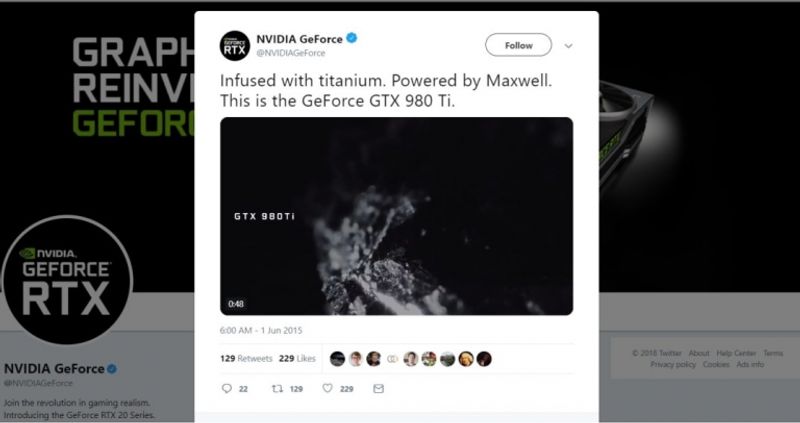 GRAPH
REINV
GEFOR
NVIDIA GeForce
@NVIDIAGeForce
Follow
GEFORCE
RTX
Infused with titanium. Powered by Maxwell.
This is the GeForce GTX 980 Ti.
GTX 980Ti
0:48
6:00 AM - 1 Jun 2015
129 Retweets 229 Likes
22 129 229
NVIDIA.
GEFORCE
RTX
NVIDIA GeForce
@NVIDIAGeForce
Join the revolution in gaming realism.
Introducing the GeForce RTX 20 Series.
© 2018 Twitter About Help Center Terms
Privacy policy Cookies Ads info